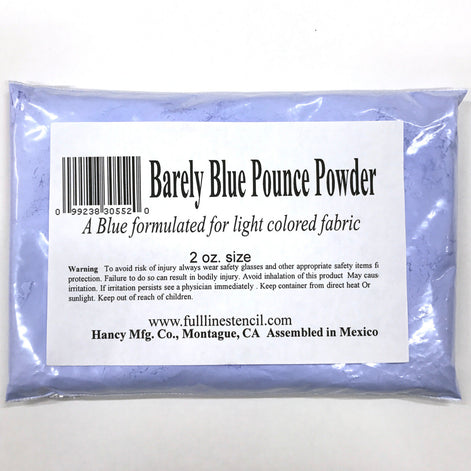 Barely Blue Pounce Powder
0 99238 30552 0
A Blue formulated for light colored fabric
2 oz. size
Warning To avoid risk of injury always wear safety glasses and other appropriate safety items
protection. Failure to do so can result in bodily injury. Avoid inhalation of this product May
irritation. If irritation persists see a physician immediately . Keep container from direct heat Or
sunlight. Keep out of reach of children.
www.fulllinestencil.com
Hancy Mfg. Co., Montague, CA Assembled in Mexico